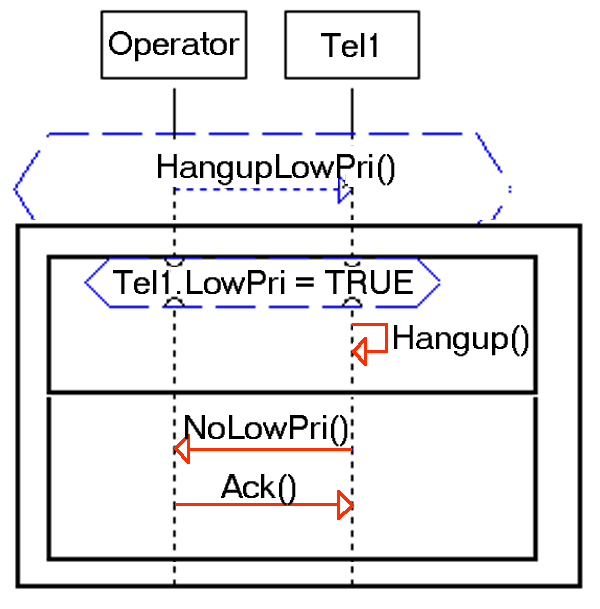 Operator
Tel1
HangupLowPri()
Tel1.LowPri = TRUE
Hangup()
NoLowPri()
Ack()